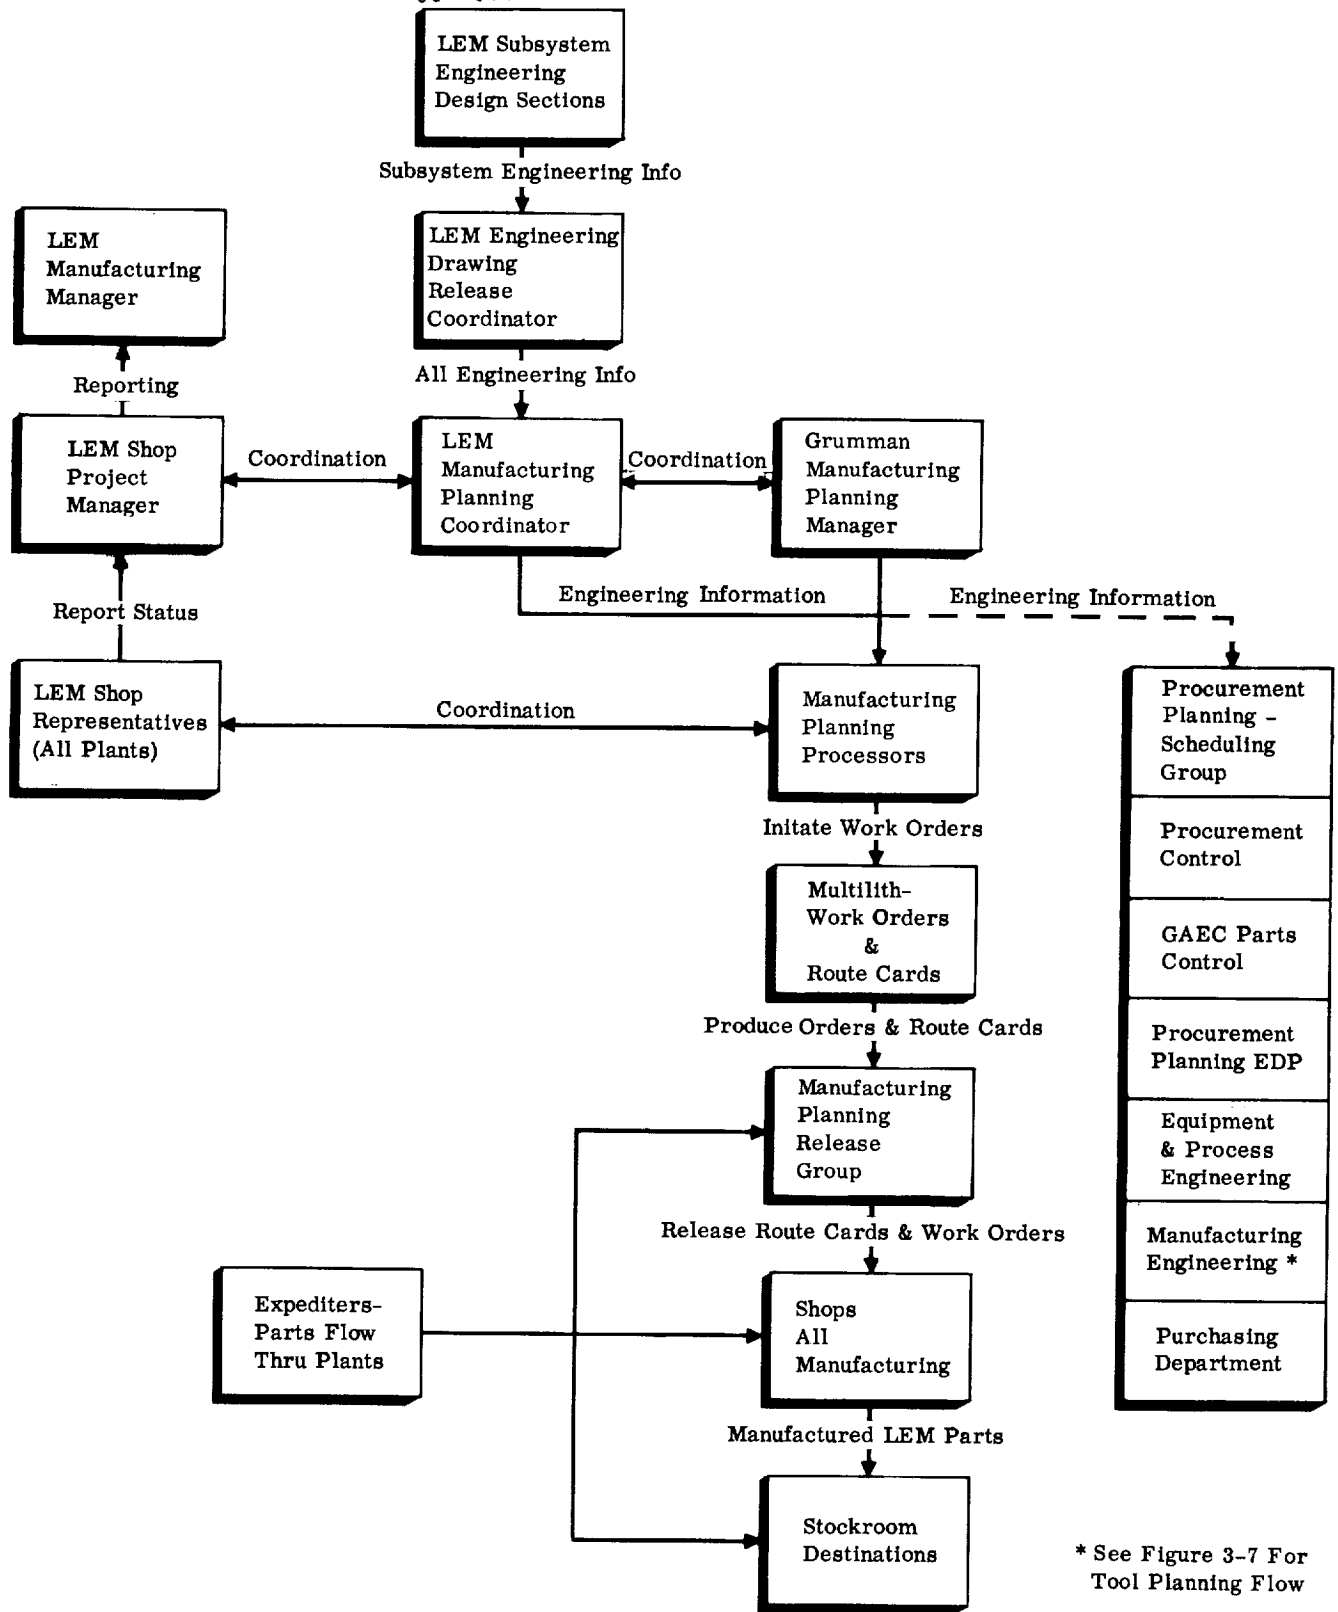 LEM Subsystem
Engineering
Design Sections
Subsystem Engineering Info
LEM
Manufacturing
Manager
LEM Engineering
Drawing
Release
Coordinator
Reporting
All Engineering Info
LEM Shop
Project
Manager
Coordination
LEM
Manufacturing
Planning
Coordinator
Coordination
Grumman
Manufacturing
Planning
Manager
Report Status
Engineering Information
Engineering Information
LEM Shop
Representatives
(All Plants)
Coordination
Manufacturing
Planning
Processors
Initate Work Orders
Multilith-
Work Orders
&
Route Cards
Produce Orders & Route Cards
Manufacturing
Planning
Release
Group
Release Route Cards & Work Orders
Expediters-
Parts Flow
Thru Plants
Shops
All
Manufacturing
Manufactured LEM Parts
Stockroom
Destinations
Procurement
Planning -
Scheduling
Group
Procurement
Control
GAEC Parts
Control
Procurement
Planning EDP
Equipment
& Process
Engineering
Manufacturing
Engineering *
Purchasing
Department
* See Figure 3-7 For
Tool Planning Flow